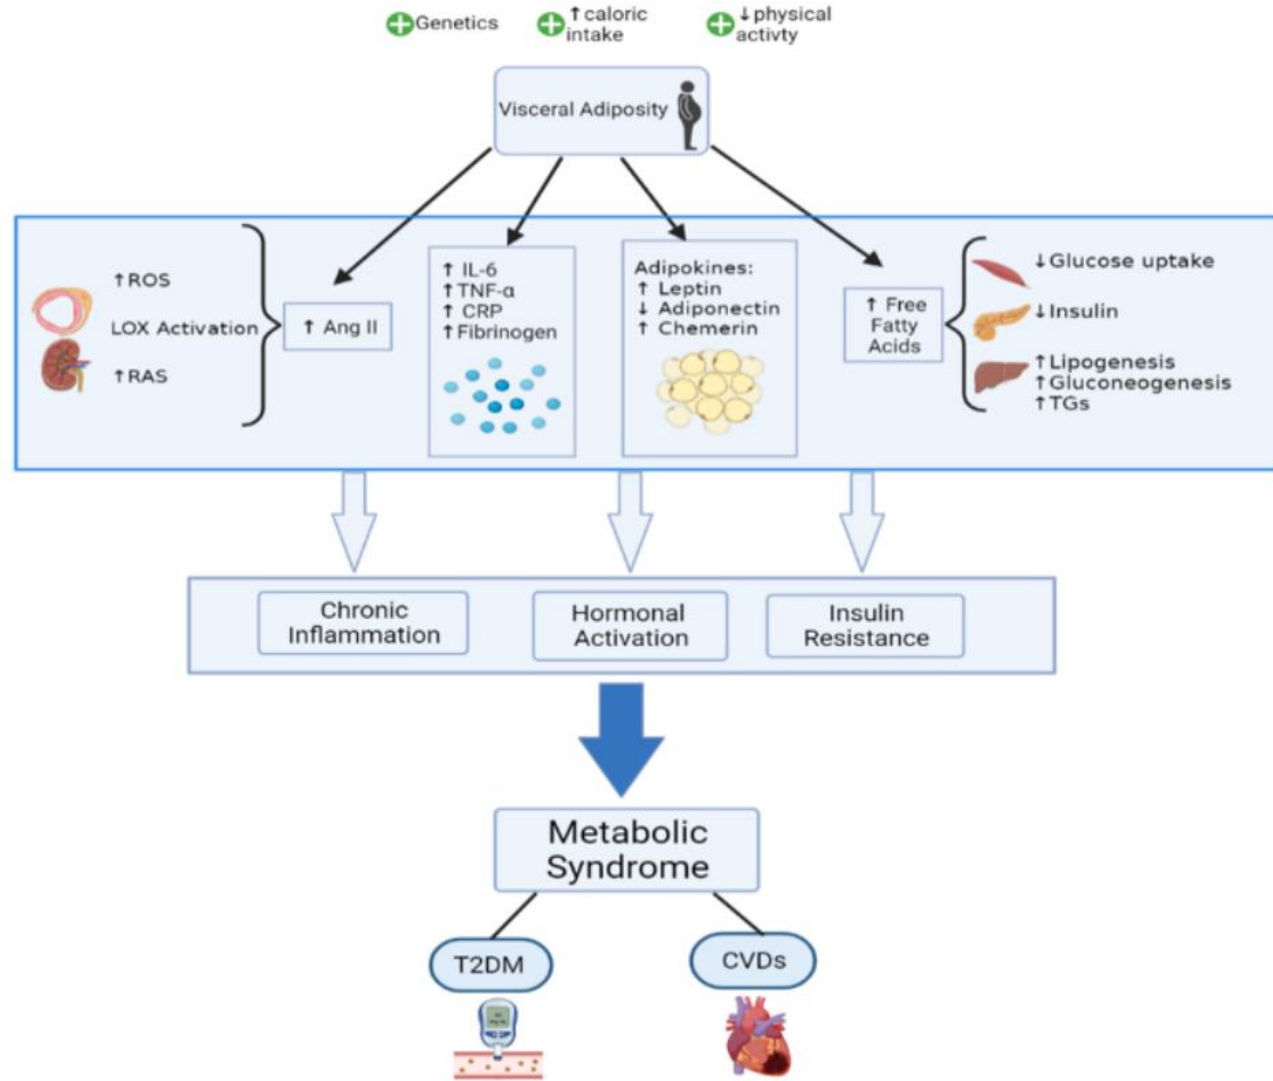 Genetics
↑caloric
intake
↓physical
activty
Visceral Adiposity
↑ROS
LOX Activation
↑RAS
↑ Ang II
↑ IL-6
↑TNF-α
↑ CRP
↑Fibrinogen
Adipokines:
↑ Leptin
↓ Adiponectin
↑ Chemerin
↑ Free
Fatty
Acids
↓Glucose uptake
↓Insulin
↑Lipogenesis
↑Gluconeogenesis
↑TGs
Chronic
Inflammation
Hormonal
Activation
Insulin
Resistance
Metabolic
Syndrome
T2DM
CVDs